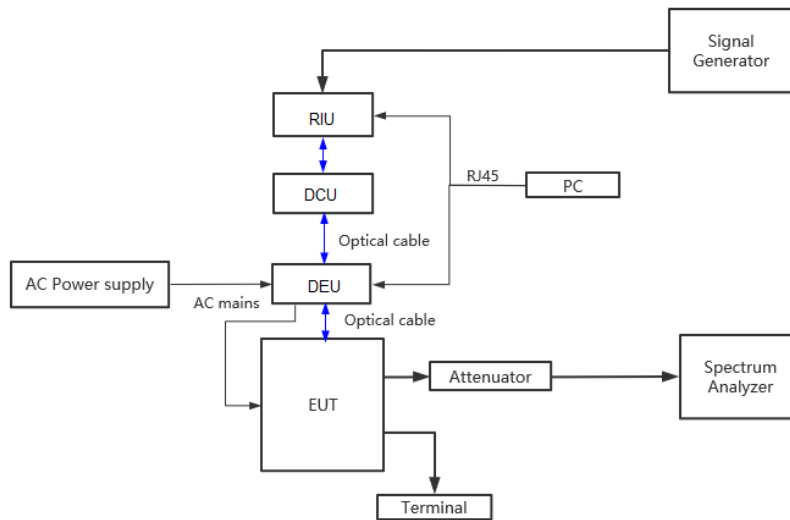 Signal
Generator
RIU
RJ45
PC
DCU
Optical cable
AC Power supply
AC mains
DEU
Optical cable
EUT
Attenuator
Spectrum
Analyzer
Terminal